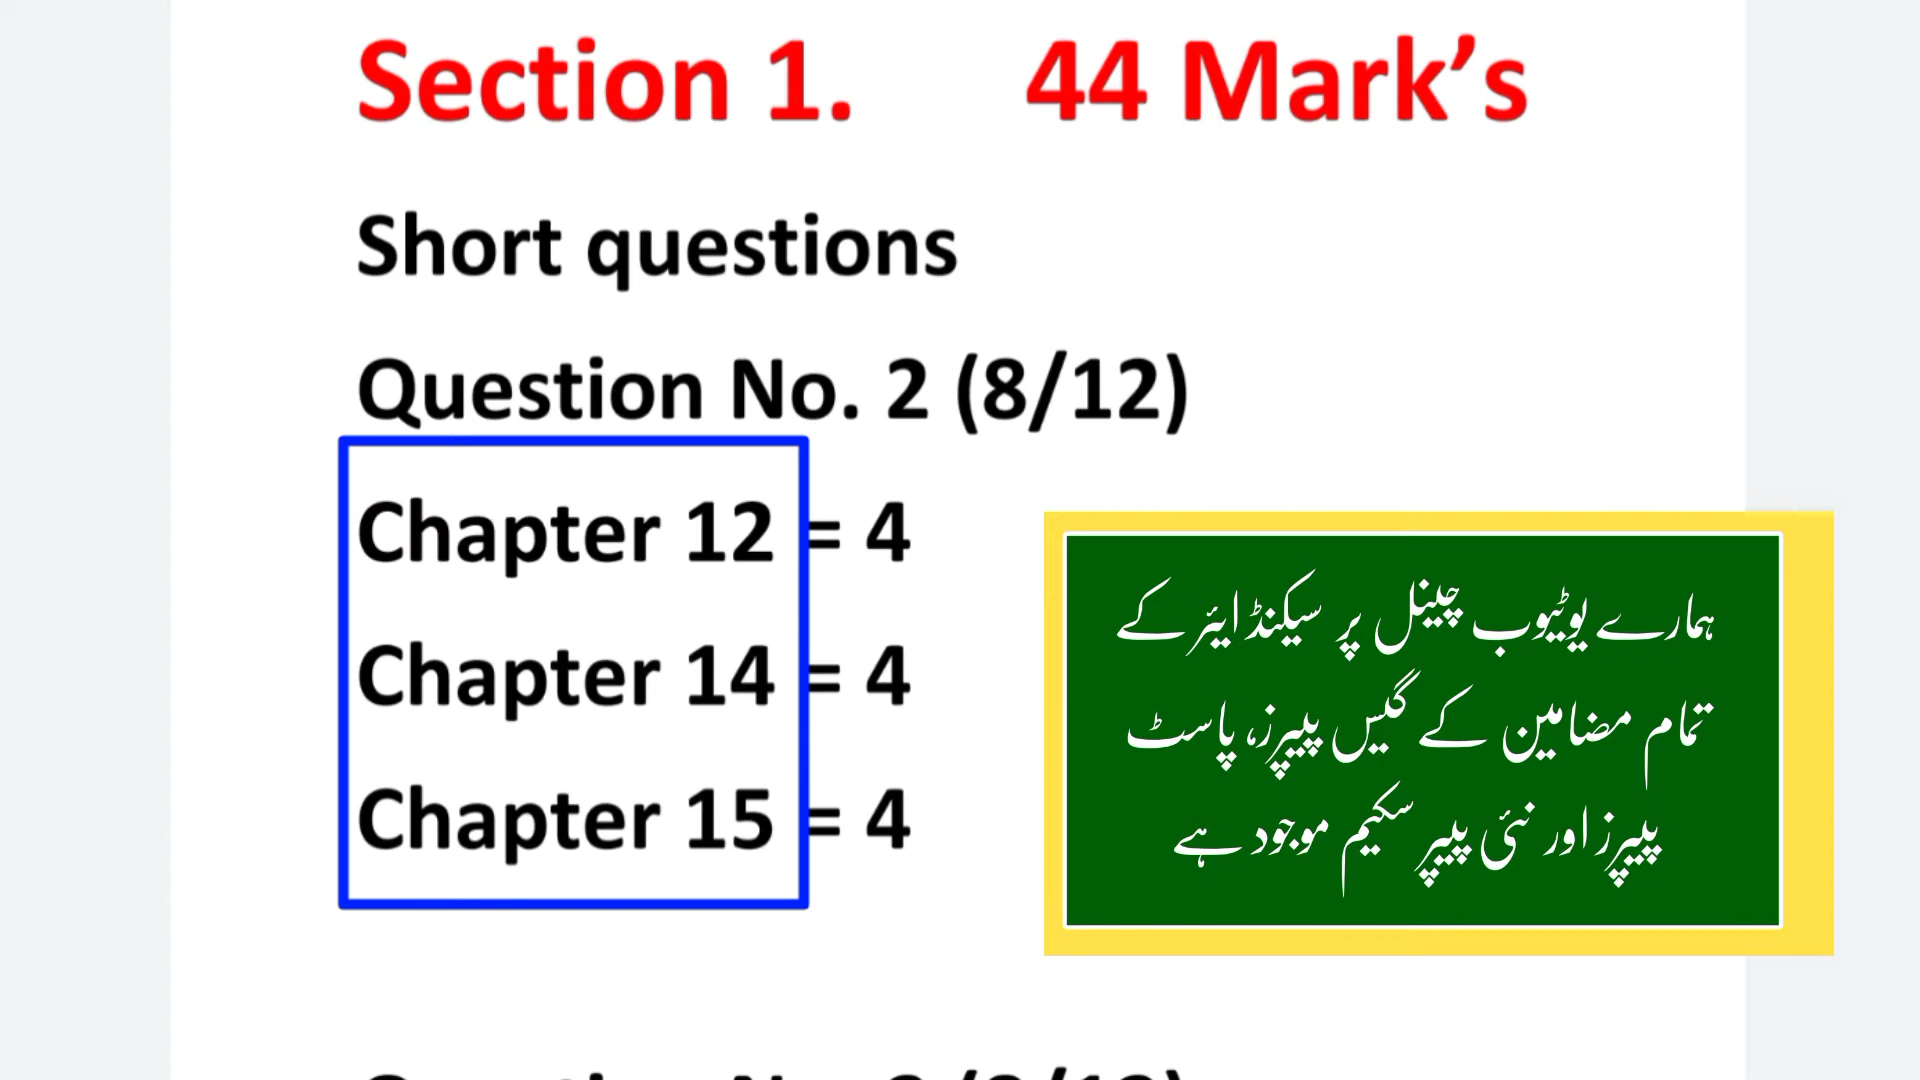 Section 1. 44 Mark’s
Short questions
Question No. 2 (8/12)
Chapter 12 = 4
Chapter 14 = 4
Chapter 15 = 4
ہمارے یوٹیوب چینل پر سیکنڈ ایئر کے
تمام مضامین کے گیس پیپرز، پاسٹ
پیپرز اور نئی پیپر سکیم موجود ہے